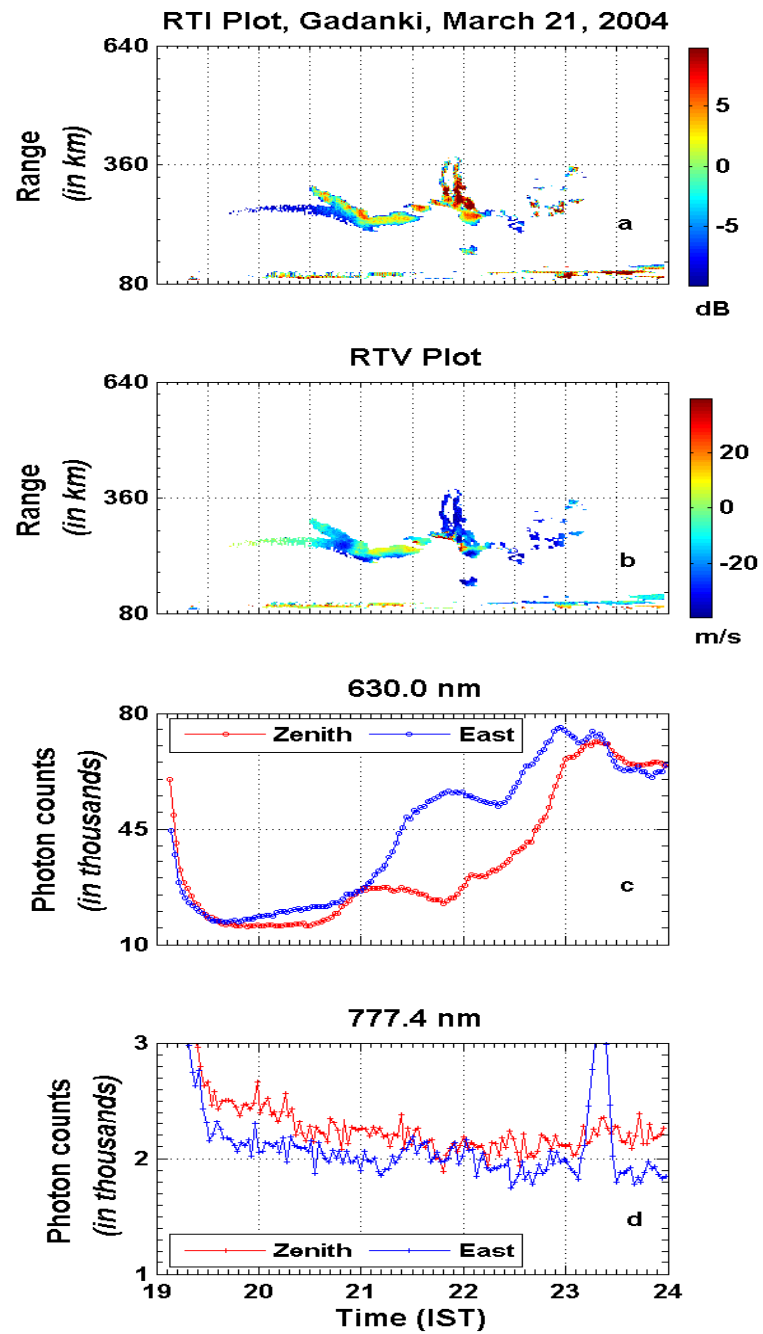 RTI Plot, Gadanki, March 21, 2004
640
360
80
Range
(in km)
a
5
0
-5
dB
RTV Plot
640
360
80
Range
(in km)
b
20
0
-20
m/s
630.0 nm
80
45
10
Photon counts
(in thousands)
Zenith East
c
777.4 nm
3
2
1
Photon counts
(in thousands)
d
Zenith East
19 20 21 22 23 24
Time (IST)